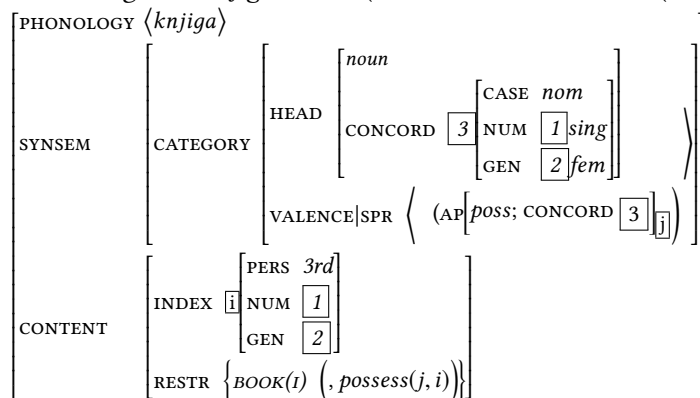 PHONOLOGY ⟨knjiga⟩
noun
CASE nom
HEAD
CONCORD 3 NUM 1 sing
SYNSEM CATEGORY
GEN 2 fem
VALENCE|SPR ⟨ (AP[poss; CONCORD 3]j) ⟩
PERS 3rd
INDEX i NUM 1
GEN 2
CONTENT
RESTR {BOOK(I) (, possess(j, i))}